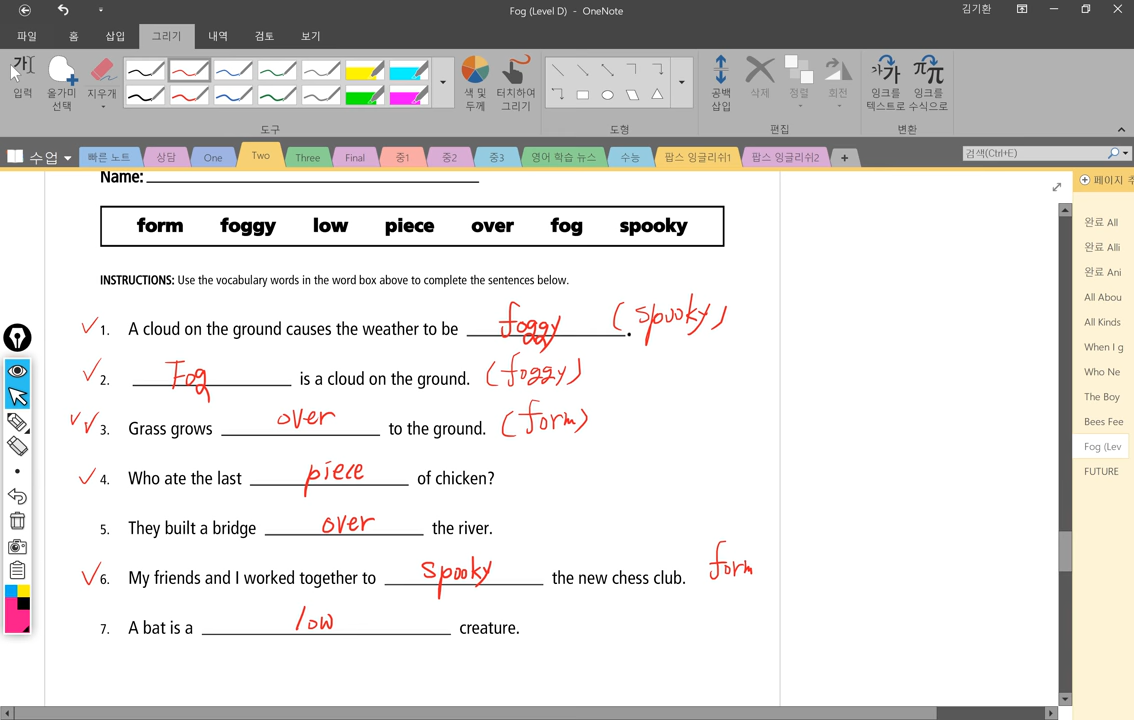 Fog (Level D) - OneNote
김기환
파일 홈 삽입 그리기 내역 검토 보기
입력
올가미 선택
지우개
색 및 두께
터치하여 그리기
공백 삽입
삭제
정렬
회전
잉크를 텍스트로
잉크를 수식으로
도구 도형 편집 변환
수업 빠른 노트 상담 One Two Three Final 중1 중2 중3 영어 학습 뉴스 수능 팝스 잉글리쉬1 팝스 잉글리쉬2
검색(Ctrl+E)
페이지 추
완료 All
완료 Alli
완료 Ani
All Abou
All Kinds
When I g
Who Ne
The Boy
Bees Fee
Fog (Lev
FUTURE
Name:
form foggy low piece over fog spooky
INSTRUCTIONS: Use the vocabulary words in the word box above to complete the sentences below.
1. A cloud on the ground causes the weather to be foggy. (spooky)
2. Fog is a cloud on the ground. (foggy)
3. Grass grows over to the ground. (form)
4. Who ate the last piece of chicken?
5. They built a bridge over the river.
6. My friends and I worked together to spooky the new chess club. form
7. A bat is a low creature.